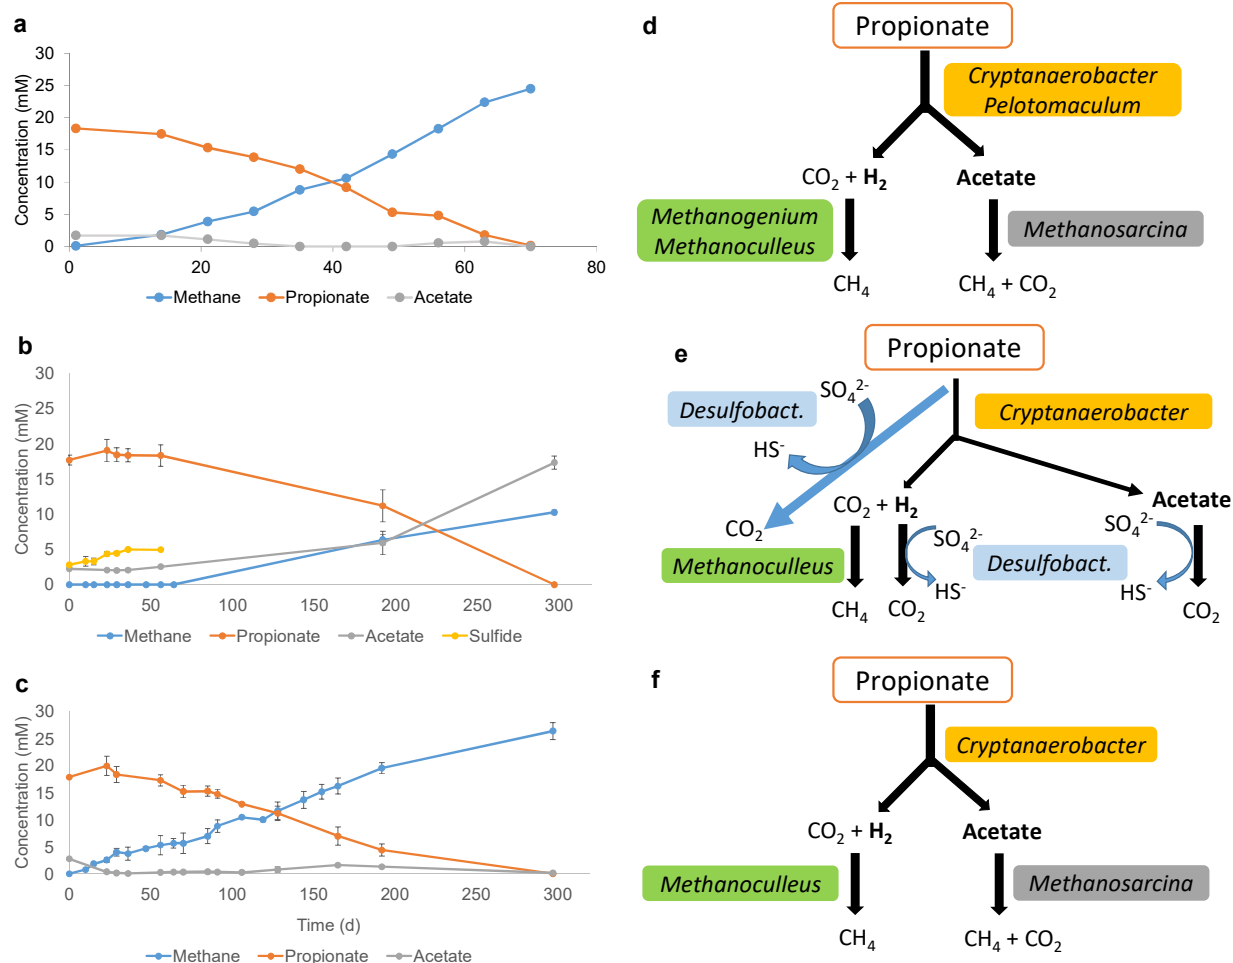 a
Concentration (mM)
30
25
20
15
10
5
0
0 20 40 60 80
Methane Propionate Acetate
b
Concentration (mM)
30
25
20
15
10
5
0
0 50 100 150 200 250 300
Methane Propionate Acetate Sulfide
c
Concentration (mM)
30
25
20
15
10
5
0
0 50 100 150 200 250 300
Time (d)
Methane Propionate Acetate
d
Propionate
Cryptanaerobacter
Pelotomaculum
CO₂ + H₂
Acetate
Methanogenium
Methanoculleus
Methanosarcina
CH₄
CH₄ + CO₂
e
Propionate
Desulfobact.
SO₄²⁻
Cryptanaerobacter
HS⁻
CO₂ + H₂
Acetate
CO₂
SO₄²⁻
SO₄²⁻
Methanoculleus
Desulfobact.
HS⁻
HS⁻
CH₄
CO₂
CO₂
f
Propionate
Cryptanaerobacter
CO₂ + H₂
Acetate
Methanoculleus
Methanosarcina
CH₄
CH₄ + CO₂